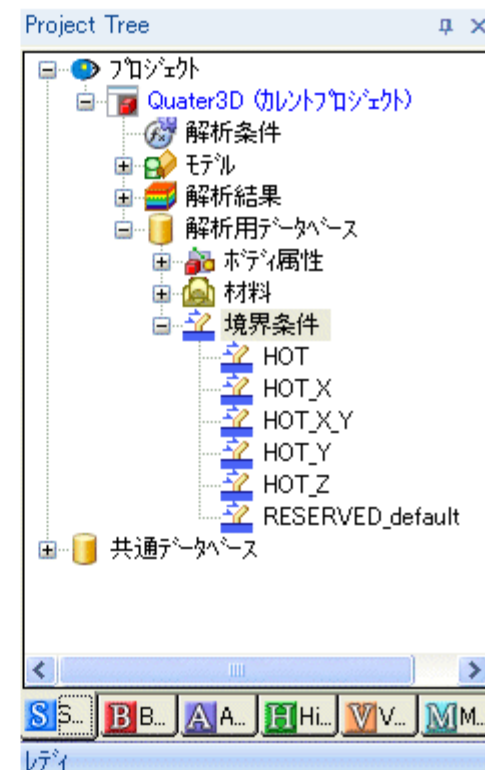 Project Tree
ﾌﾟﾛｼﾞｪｸﾄ
Quater3D (ｶﾚﾝﾄﾌﾟﾛｼﾞｪｸﾄ)
解析条件
ﾓﾃﾞﾙ
解析結果
解析用ﾃﾞｰﾀﾍﾞｰｽ
ﾎﾞﾃﾞｨ属性
材料
境界条件
HOT
HOT_X
HOT_X_Y
HOT_Y
HOT_Z
RESERVED_default
共通ﾃﾞｰﾀﾍﾞｰｽ
S S... B B... A A... H Hi... V V... M M...
ﾚﾃﾞｨ